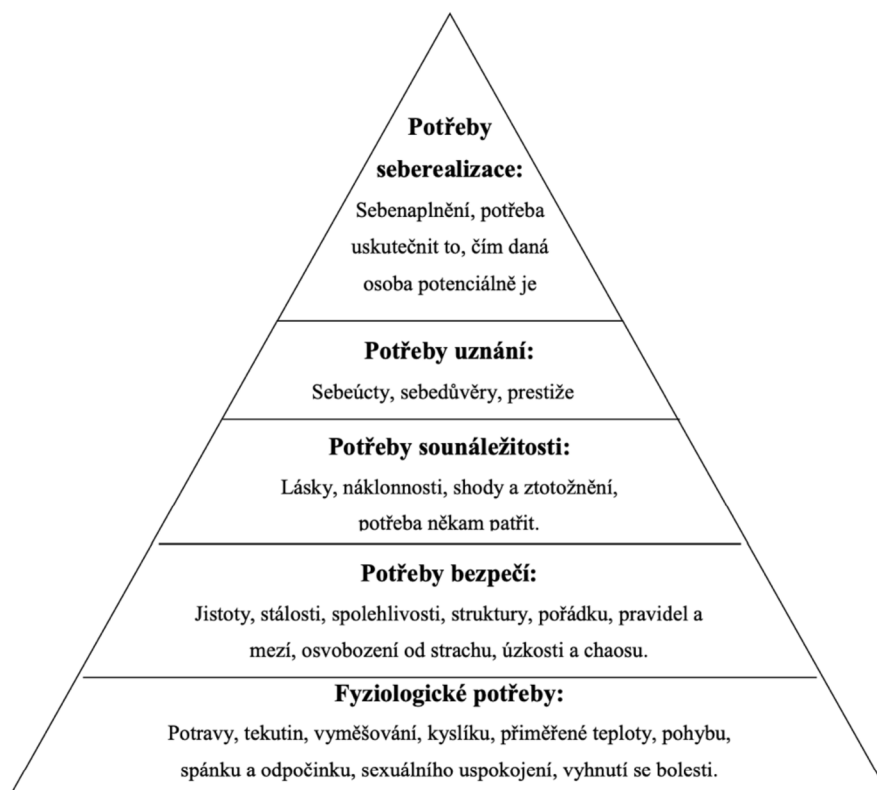 Potřeby
seberealizace:
Sebenaplnění, potřeba
uskutečnit to, čím daná
osoba potenciálně je
Potřeby uznání:
Sebeúcty, sebedůvěry, prestiže
Potřeby sounáležitosti:
Lásky, náklonnosti, shody a ztotožnění,
potřeba někam patřit.
Potřeby bezpečí:
Jistoty, stálosti, spolehlivosti, struktury, pořádku, pravidel a
mezí, osvobození od strachu, úzkosti a chaosu.
Fyziologické potřeby:
Potravy, tekutin, vyměšování, kyslíku, přiměřené teploty, pohybu,
spánku a odpočinku, sexuálního uspokojení, vyhnutí se bolesti.